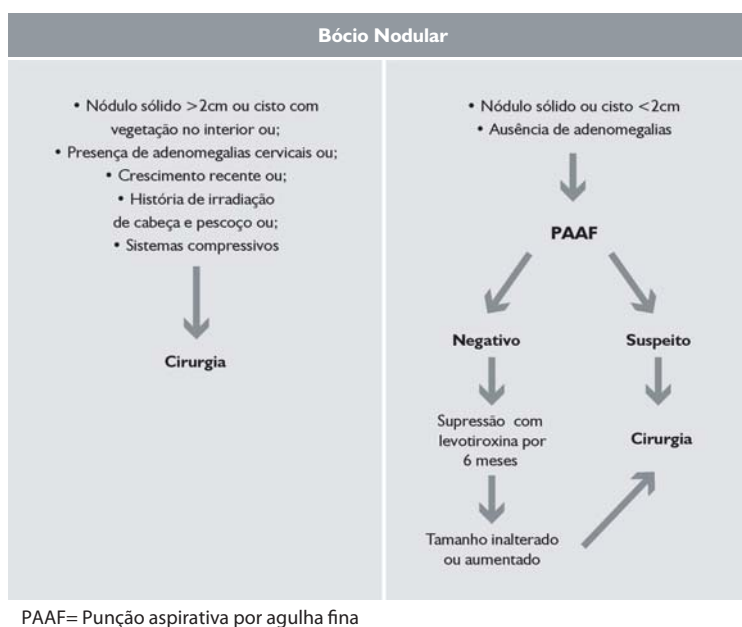 Bócio Nodular
• Nódulo sólido >2cm ou cisto com
vegetação no interior ou;
• Presença de adenomegalias cervicais ou;
• Crescimento recente ou;
• História de irradiação
de cabeça e pescoço ou;
• Sistemas compressivos
Cirurgia
• Nódulo sólido ou cisto <2cm
• Ausência de adenomegalias
PAAF
Negativo
Suspeito
Supressão com
levotiroxina por
6 meses
Cirurgia
Tamanho inalterado
ou aumentado
PAAF= Punção aspirativa por agulha fina